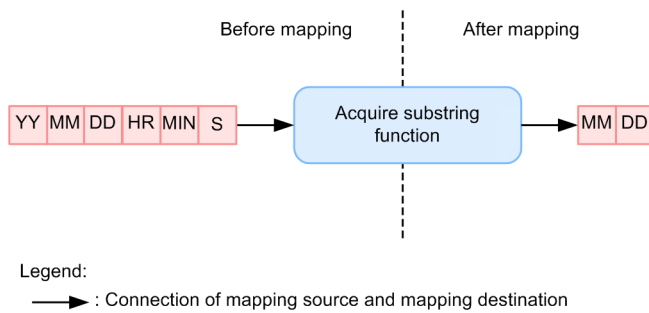 Before mapping
After mapping
YY MM DD HR MIN S
Acquire substring
function
MM DD
Legend:
: Connection of mapping source and mapping destination